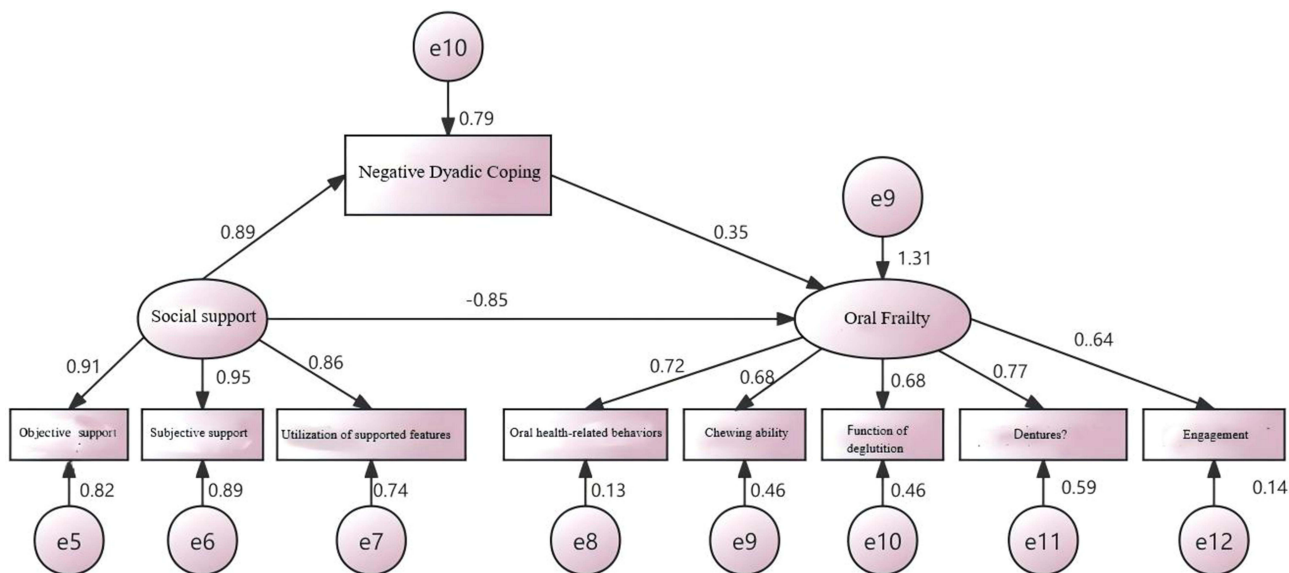 e10
0.79
Negative Dyadic Coping
e9
0.89
0.35
1.31
-0.85
Social support
Oral Frailty
0.91
0.95
0.86
0.72
0.68
0.68
0.77
0..64
Objective support
Subjective support
Utilization of supported features
Oral health-related behaviors
Chewing ability
Function of
deglutition
Dentures?
Engagement
0.82
0.89
0.74
0.13
0.46
0.46
0.59
0.14
e5
e6
e7
e8
e9
e10
e11
e12